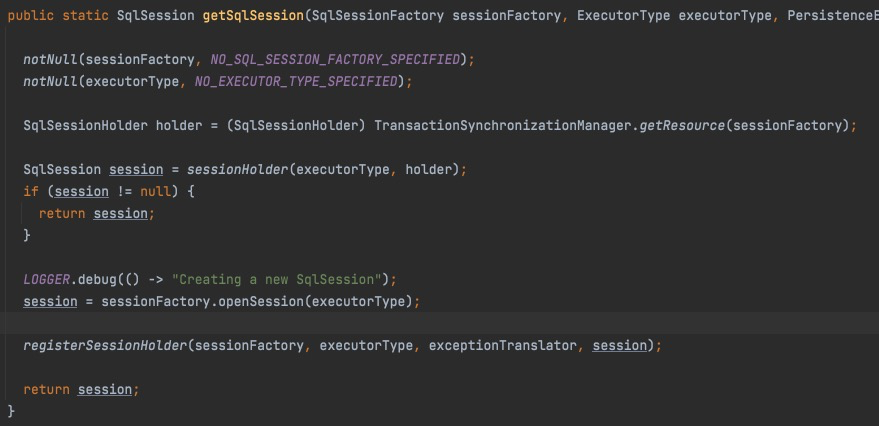 public static SqlSession getSqlSession(SqlSessionFactory sessionFactory, ExecutorType executorType, 
notNull(sessionFactory, NO_SQL_SESSION_FACTORY_SPECIFIED);
notNull(executorType, NO_EXECUTOR_TYPE_SPECIFIED);
SqlSessionHolder holder = (SqlSessionHolder) TransactionSynchronizationManager.getResource(sessionFactory);
SqlSession session = sessionHolder(executorType, holder);
if (session != null) {
return session;
}
LOGGER.debug(() -> "Creating a new SqlSession");
session = sessionFactory.openSession(executorType);
registerSessionHolder(sessionFactory, executorType, exceptionTranslator, session);
return session;
}